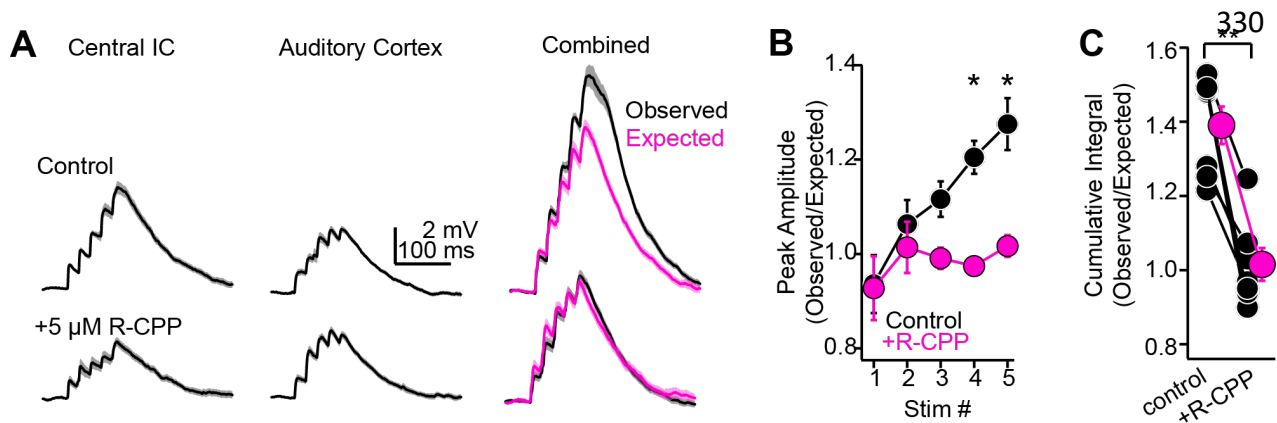 A
Central IC
Auditory Cortex
Combined
Observed
Expected
Control
2 mV
100 ms
+5 µM R-CPP
B
Peak Amplitude
(Observed/Expected)
1.4
1.2
1.0
0.8
*
*
Control
+R-CPP
1 2 3 4 5
Stim #
C
330
**
Cumulative Integral
(Observed/Expected)
1.6
1.4
1.2
1.0
0.8
control
+R-CPP